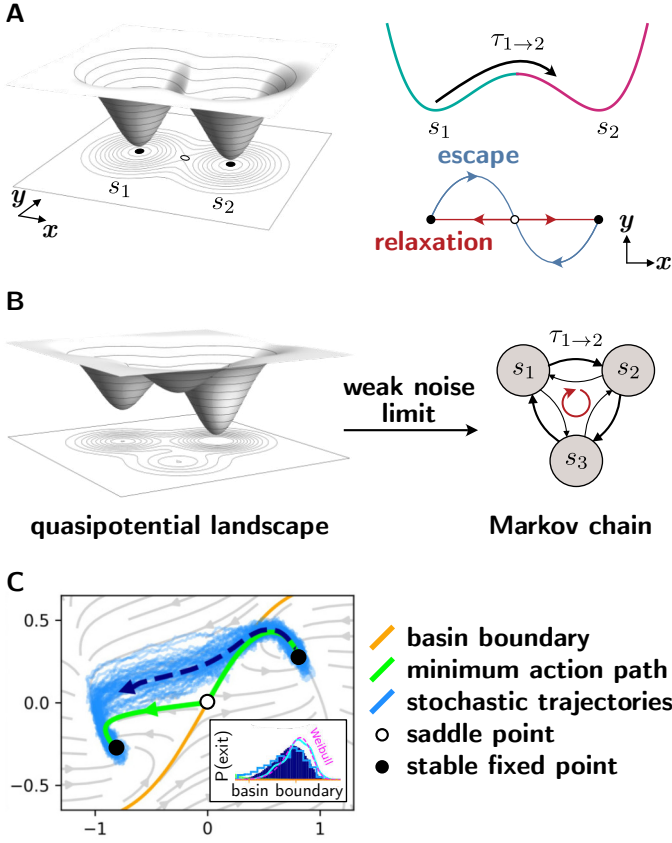 A
τ1→2
s1
s2
escape
relaxation
s1
s2
y
x
y
x
B
τ1→2
s1
s2
s3
weak noise
limit
quasipotential landscape
Markov chain
C
0.5
0.0
−0.5
−1
0
1
P(exit)
Weibull
basin boundary
basin boundary
minimum action path
stochastic trajectories
saddle point
stable fixed point